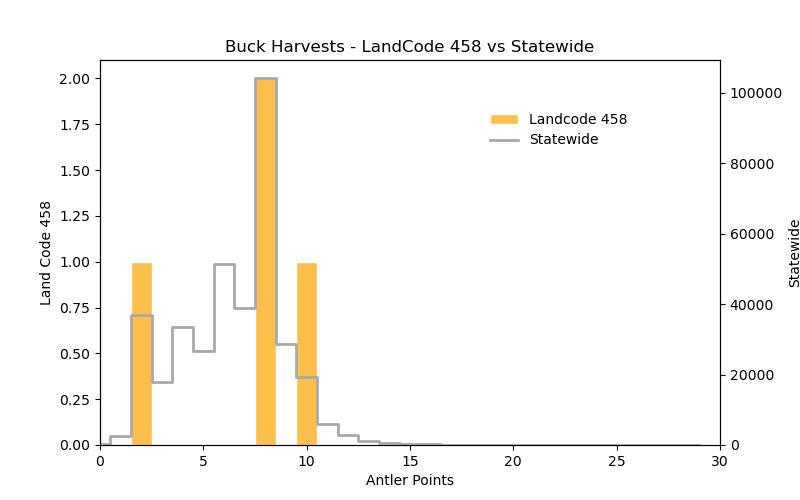 Buck Harvests - LandCode 458 vs Statewide
2.00
1.75
1.50
1.25
1.00
0.75
0.50
0.25
0.00
Land Code 458
Landcode 458
Statewide
100000
80000
60000
40000
20000
0
Statewide
0 5 10 15 20 25 30
Antler Points